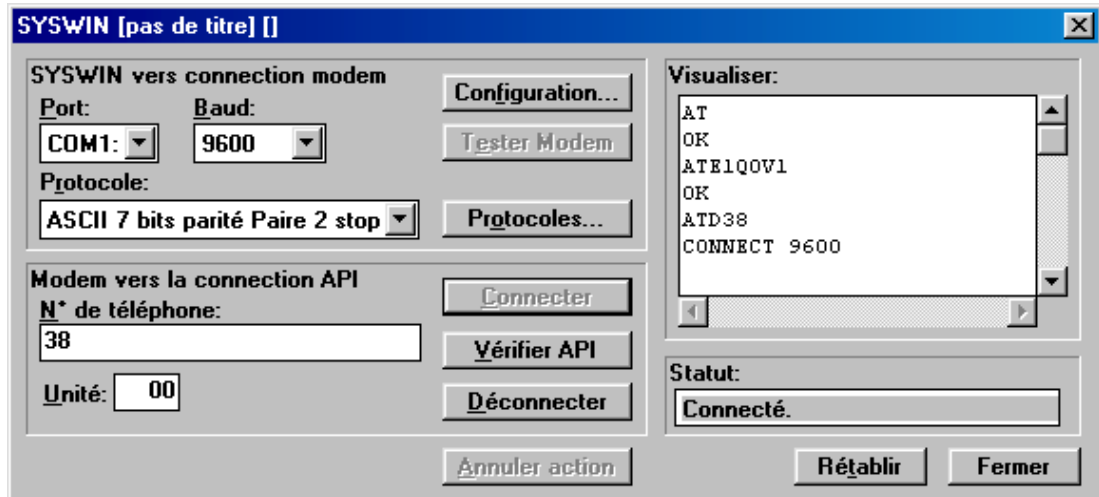 SYSWIN [pas de titre] []
SYSWIN vers connection modem
Port:
Baud:
COM1:
9600
Configuration...
Tester Modem
Protocole:
ASCII 7 bits parité Paire 2 stop
Protocoles...
Modem vers la connection API
N° de téléphone:
38
Unité:
00
Connecter
Vérifier API
Déconnecter
Annuler action
Visualiser:
AT
OK
ATE1Q0V1
OK
ATD38
CONNECT 9600
Statut:
Connecté.
Rétablir
Fermer